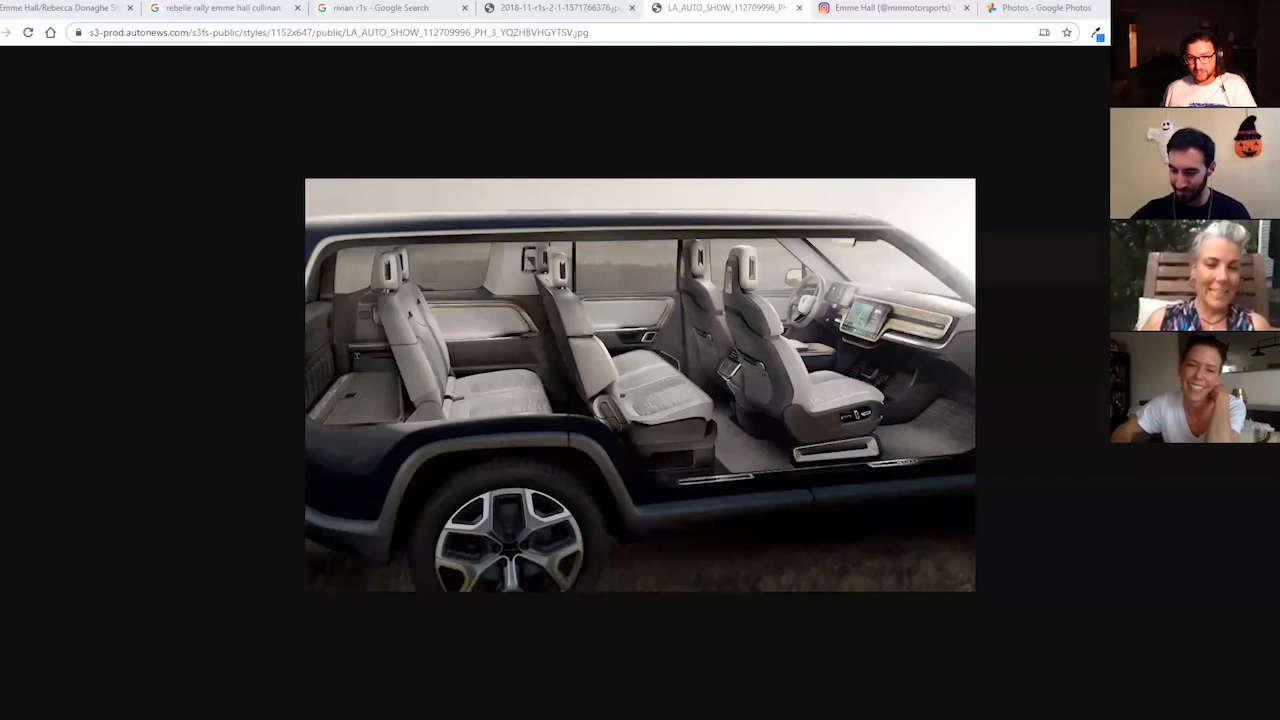 Emme Hall/Rebecca Donaghe S
rebelle rally emme hall cullinan
rivian r1s - Google Search
2018-11-r1s-2-1-1571766376.jp
LA_AUTO_SHOW_112709996_PH
Emme Hall (@mmmotorsports)
Photos - Google Photos
s3-prod.autonews.com/s3fs-public/styles/1152x647/public/LA_AUTO_SHOW_112709996_PH_3_YQZHBVHGYTSV.jpg